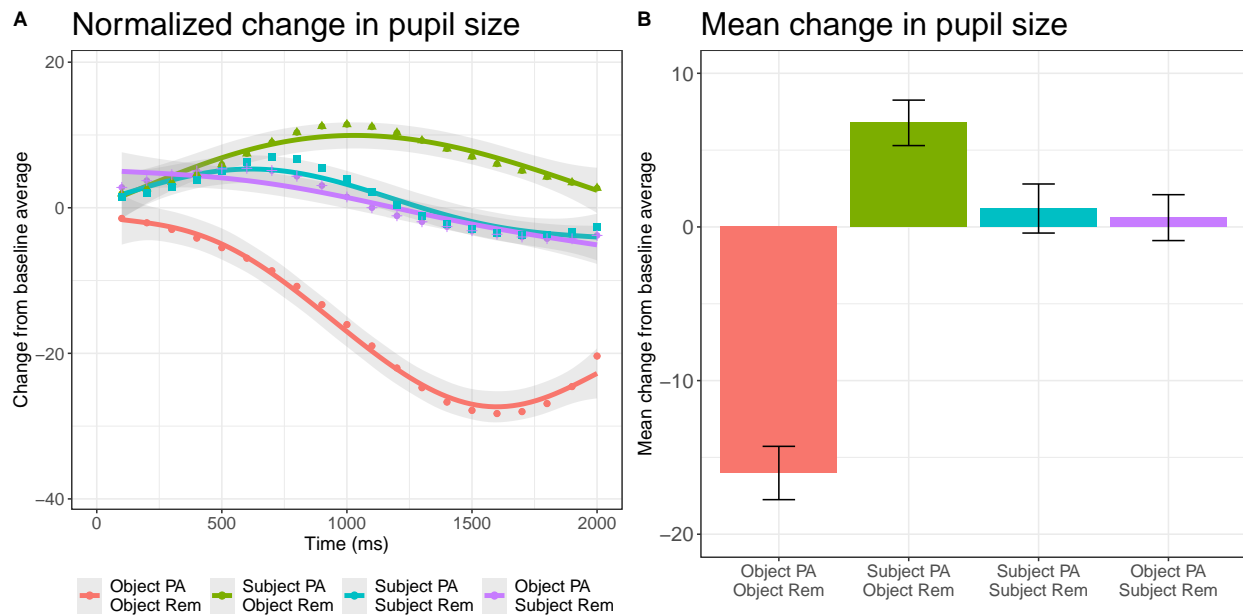 A
Normalized change in pupil size
Change from baseline average
20
0
−20
−40
0
500
1000
1500
2000
Time (ms)
Object PA
Object Rem
Subject PA
Object Rem
Subject PA
Subject Rem
Object PA
Subject Rem
B
Mean change in pupil size
Mean change from baseline average
10
0
−10
−20
Object PA
Object Rem
Subject PA
Object Rem
Subject PA
Subject Rem
Object PA
Subject Rem